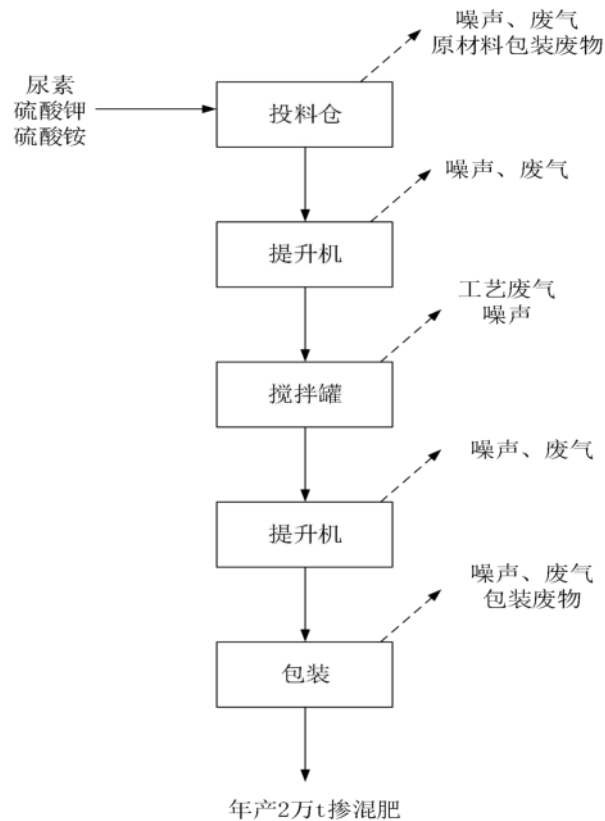 噪声、废气
原材料包装废物
尿素
硫酸钾
硫酸铵
投料仓
噪声、废气
提升机
工艺废气
噪声
搅拌罐
噪声、废气
提升机
噪声、废气
包装废物
包装
年产2万t掺混肥